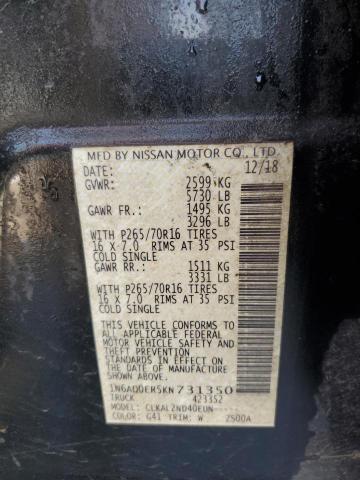 MFD BY NISSAN MOTOR CO., LTD.
DATE: 12/18
GVWR: 2599 KG
5730 LB
GAWR FR.: 1495 KG
3296 LB
WITH P265/70R16 TIRES
16 X 7.0 RIMS AT 35 PSI
COLD SINGLE
GAWR RR.: 1511 KG
3331 LB
WITH P265/70R16 TIRES
16 X 7.0 RIMS AT 35 PSI
COLD SINGLE
THIS VEHICLE CONFORMS TO
ALL APPLICABLE FEDERAL
MOTOR VEHICLE SAFETY
AND THEFT PREVENTION
STANDARDS IN EFFECT ON
THE DATE OF MANUFACTURE
SHOWN ABOVE.
1N6AD0ER5KN731350
TRUCK 423352
MODEL: CLKAL2ND40EUN-----
COLOR: G41 TRIM: W 2500A